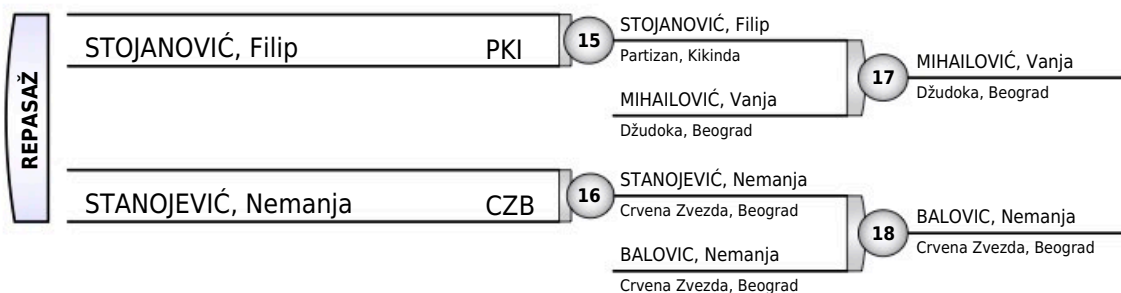 REPASAŽ
STOJANOVIĆ, Filip PKI
15
STOJANOVIĆ, Filip
Partizan, Kikinda
MIHAILOVIĆ, Vanja
Džudoka, Beograd
17
MIHAILOVIĆ, Vanja
Džudoka, Beograd
STANOJEVIĆ, Nemanja CZB
16
STANOJEVIĆ, Nemanja
Crvena Zvezda, Beograd
BALOVIC, Nemanja
Crvena Zvezda, Beograd
18
BALOVIC, Nemanja
Crvena Zvezda, Beograd